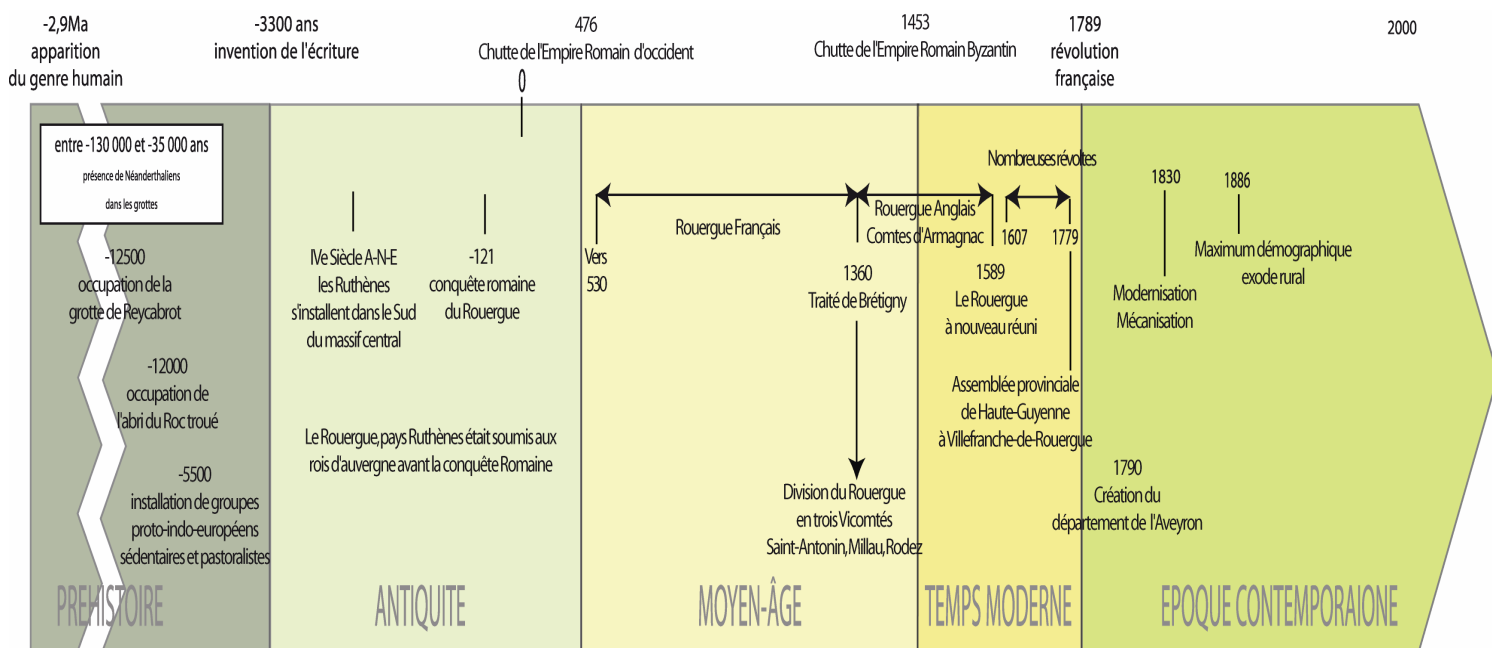 -2,9Ma
apparition
du genre humain
-3300 ans
invention de l'écriture
476
Chutte de l'Empire Romain d'occident
0
1453
Chutte de l'Empire Romain Byzantin
1789
révolution
française
2000
entre -130 000 et -35 000 ans
présence de Néanderthaliens
dans les grottes
-12500
occupation de la
grotte de Reycabrot
-12000
occupation de
l'abri du Roc troué
-5500
installation de groupes
proto-indo-européens
sédentaires et pastoralistes
PREHISTOIRE
IVe Siècle A-N-E
les Ruthènes
s'installent dans le Sud
du massif central
-121
conquête romaine
du Rouergue
Le Rouergue, pays Ruthènes était soumis aux
rois d'auvergne avant la conquête Romaine
ANTIQUITE
Vers
530
Rouergue Français
1360
Traité de Brétigny
Division du Rouergue
en trois Vicomtés
Saint-Antonin, Millau, Rodez
MOYEN-ÂGE
Rouergue Anglais
Comtes d'Armagnac
1589
Le Rouergue
à nouveau réuni
Nombreuses révoltes
1607
1779
Assemblée provinciale
de Haute-Guyenne
à Villefranche-de-Rouergue
TEMPS MODERNE
1790
Création du
département de l'Aveyron
1830
Modernisation
Mécanisation
1886
Maximum démographique
exode rural
EPOQUE CONTEMPORAIONE